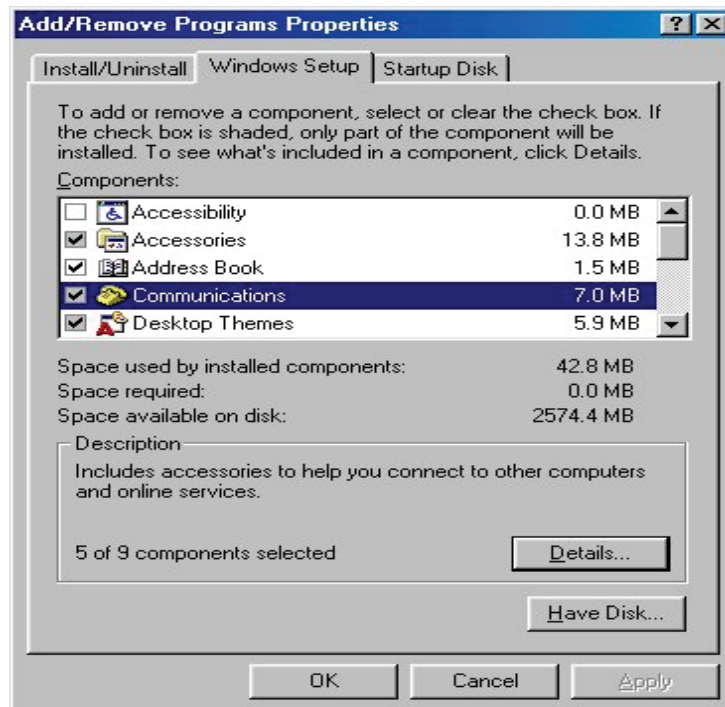 Add/Remove Programs Properties
Install/Uninstall Windows Setup Startup Disk
To add or remove a component, select or clear the check box. If
the check box is shaded, only part of the component will be
installed. To see what's included in a component, click Details.
Components:
Accessibility 0.0 MB
Accessories 13.8 MB
Address Book 1.5 MB
Communications 7.0 MB
Desktop Themes 5.9 MB
Space used by installed components: 42.8 MB
Space required: 0.0 MB
Space available on disk: 2574.4 MB
Description
Includes accessories to help you connect to other computers
and online services.
5 of 9 components selected Details...
Have Disk...
OK Cancel Apply